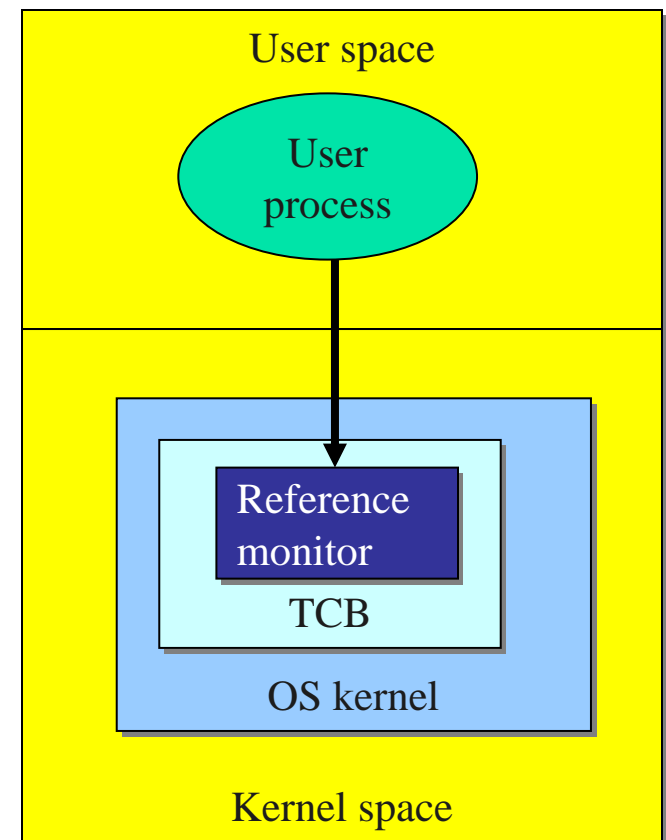 User space
User
process
Reference
monitor
TCB
OS kernel
Kernel space